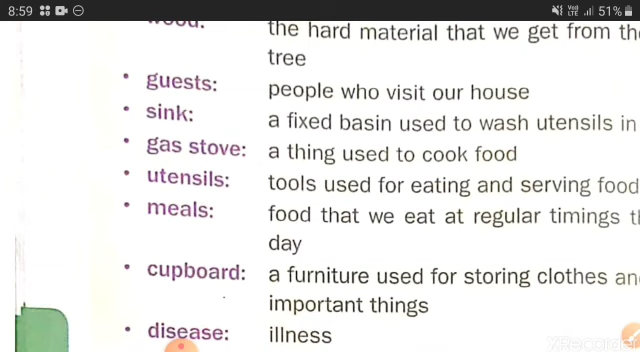 8:59 51%
wood: the hard material that we get from the
tree
• guests: people who visit our house
• sink: a fixed basin used to wash utensils in
• gas stove: a thing used to cook food
• utensils: tools used for eating and serving food
• meals: food that we eat at regular timings
day
• cupboard: a furniture used for storing clothes an
important things
• disease: illness
XRecorder